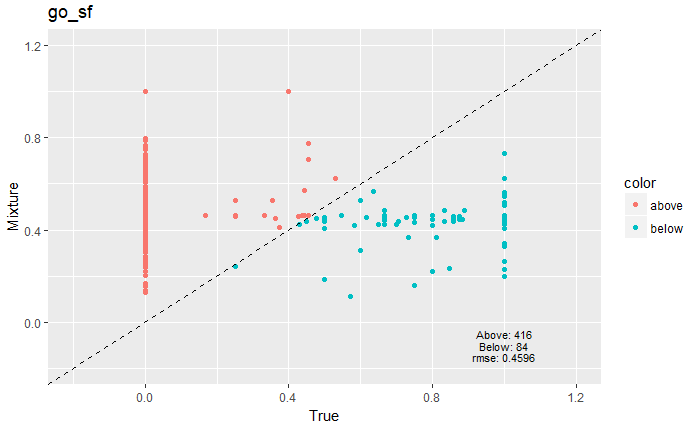 go_sf
1.2
0.8
0.4
0.0
Mixture
0.0
0.4
0.8
1.2
True
color
above
below
Above: 416
Below: 84
rmse: 0.4596